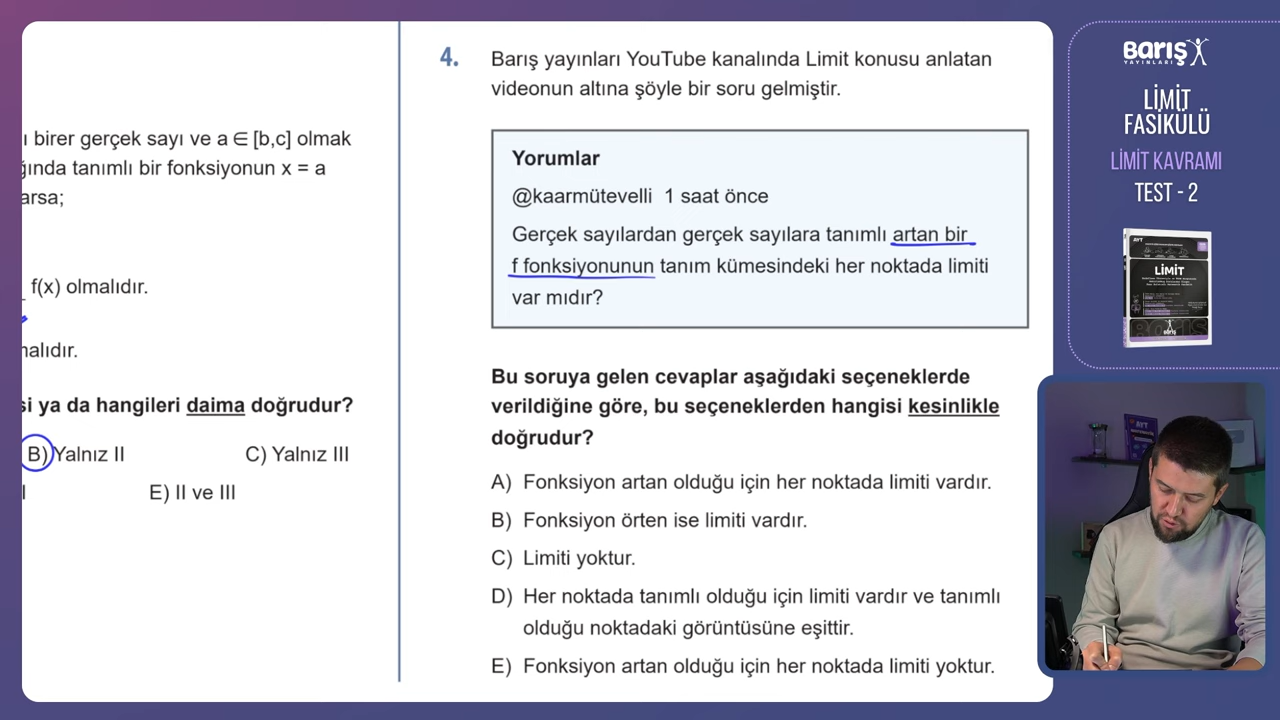 ı birer gerçek sayı ve a ∈ [b,c] olmak
ğında tanımlı bir fonksiyonun x = a
arsa;
f(x) olmalıdır.
malıdır.
si ya da hangileri daima doğrudur?
B) Yalnız II C) Yalnız III
I E) II ve III
4. Barış yayınları YouTube kanalında Limit konusu anlatan
videonun altına şöyle bir soru gelmiştir.
Yorumlar
@kaarmütevelli 1 saat önce
Gerçek sayılardan gerçek sayılara tanımlı artan bir
f fonksiyonunun tanım kümesindeki her noktada limiti
var mıdır?
Bu soruya gelen cevaplar aşağıdaki seçeneklerde
verildiğine göre, bu seçeneklerden hangisi kesinlikle
doğrudur?
A) Fonksiyon artan olduğu için her noktada limiti vardır.
B) Fonksiyon örten ise limiti vardır.
C) Limiti yoktur.
D) Her noktada tanımlı olduğu için limiti vardır ve tanımlı
olduğu noktadaki görüntüsüne eşittir.
E) Fonksiyon artan olduğu için her noktada limiti yoktur.
BARIŞ
YAYINLARI
LİMİT
FASİKÜLÜ
LİMİT KAVRAMI
TEST - 2
AYT
LİMİT
BARIŞ
AYT